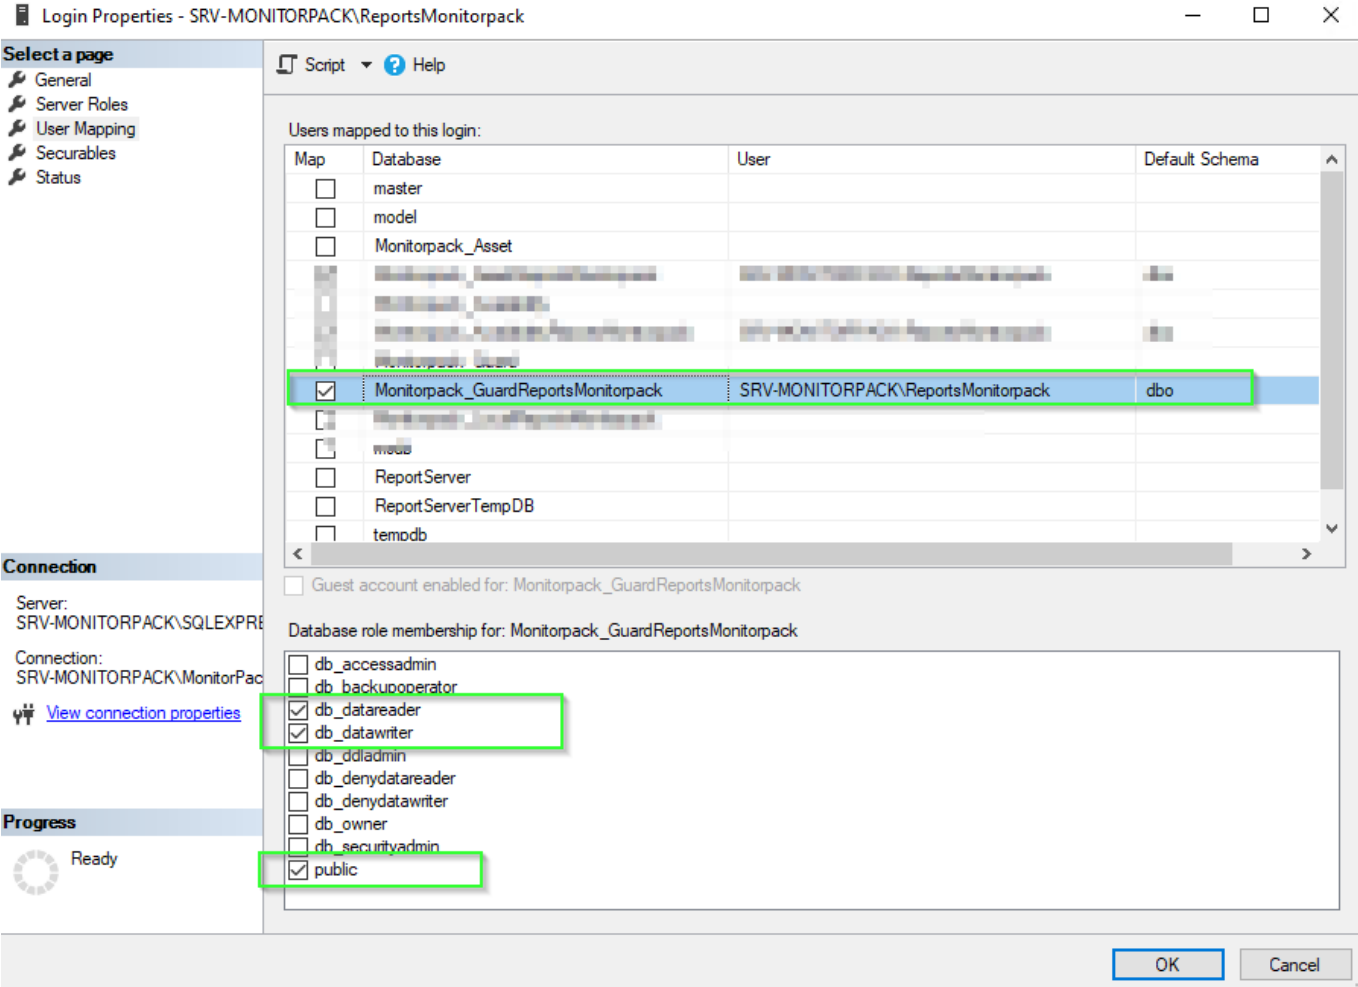 Login Properties - SRV-MONITORPACK\ReportsMonitorpack
Select a page
General
Server Roles
User Mapping
Securables
Status
Script
Help
Users mapped to this login:
Map Database User Default Schema
master
model
Monitorpack_Asset
Monitorpack_GuardReportsMonitorpack SRV-MONITORPACK\ReportsMonitorpack dbo
msdb
ReportServer
ReportServerTempDB
tempdb
Guest account enabled for: Monitorpack_GuardReportsMonitorpack
Database role membership for: Monitorpack_GuardReportsMonitorpack
db_accessadmin
db_backupoperator
db_datareader
db_datawriter
db_ddladmin
db_denydatareader
db_denydatawriter
db_owner
db_securityadmin
public
Connection
Server:
SRV-MONITORPACK\SQLEXPRE
Connection:
SRV-MONITORPACK\MonitorPac
View connection properties
Progress
Ready
OK Cancel